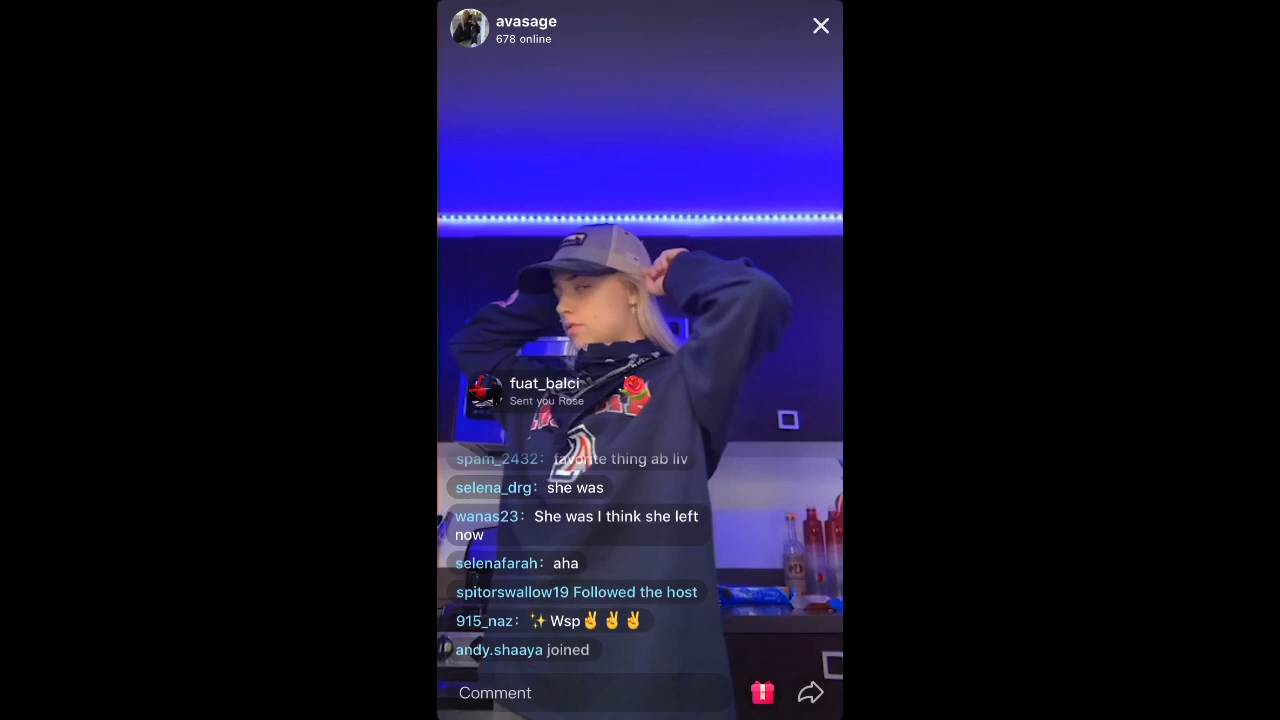 avasage
678 online
fuat_balci
Sent you Rose
spam_2432: favorite thing ab liv
selena_drg: she was
wanas23: She was I think she left
now
selenafarah: aha
spitorswallow19 Followed the host
915_naz: ✨ Wsp✌️✌️✌️
andy.shaaya joined
Comment